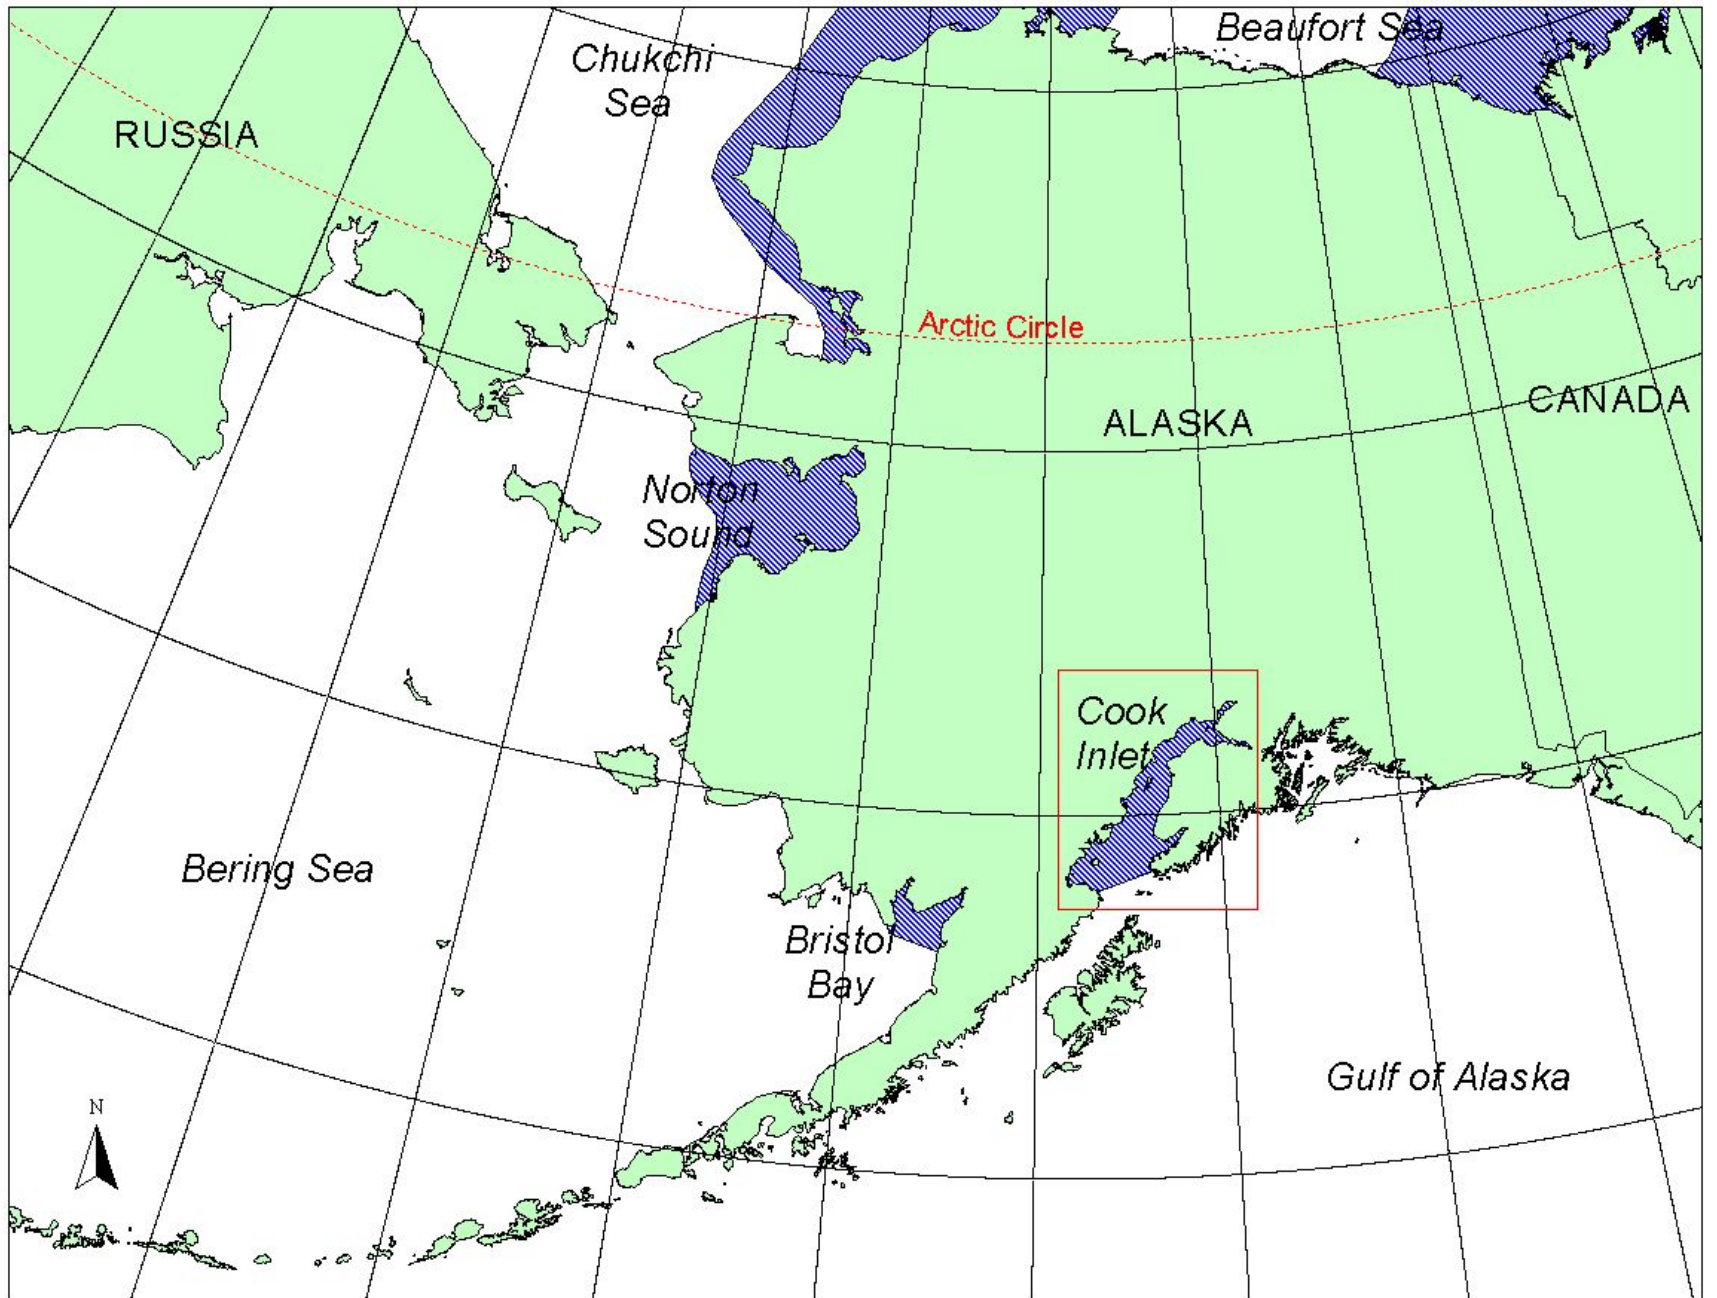 Beaufort Sea
Chukchi
Sea
RUSSIA
Arctic Circle
CANADA
ALASKA
Norton
Sound
Cook
Inlet
Bering Sea
Bristol
Bay
Gulf of Alaska
N